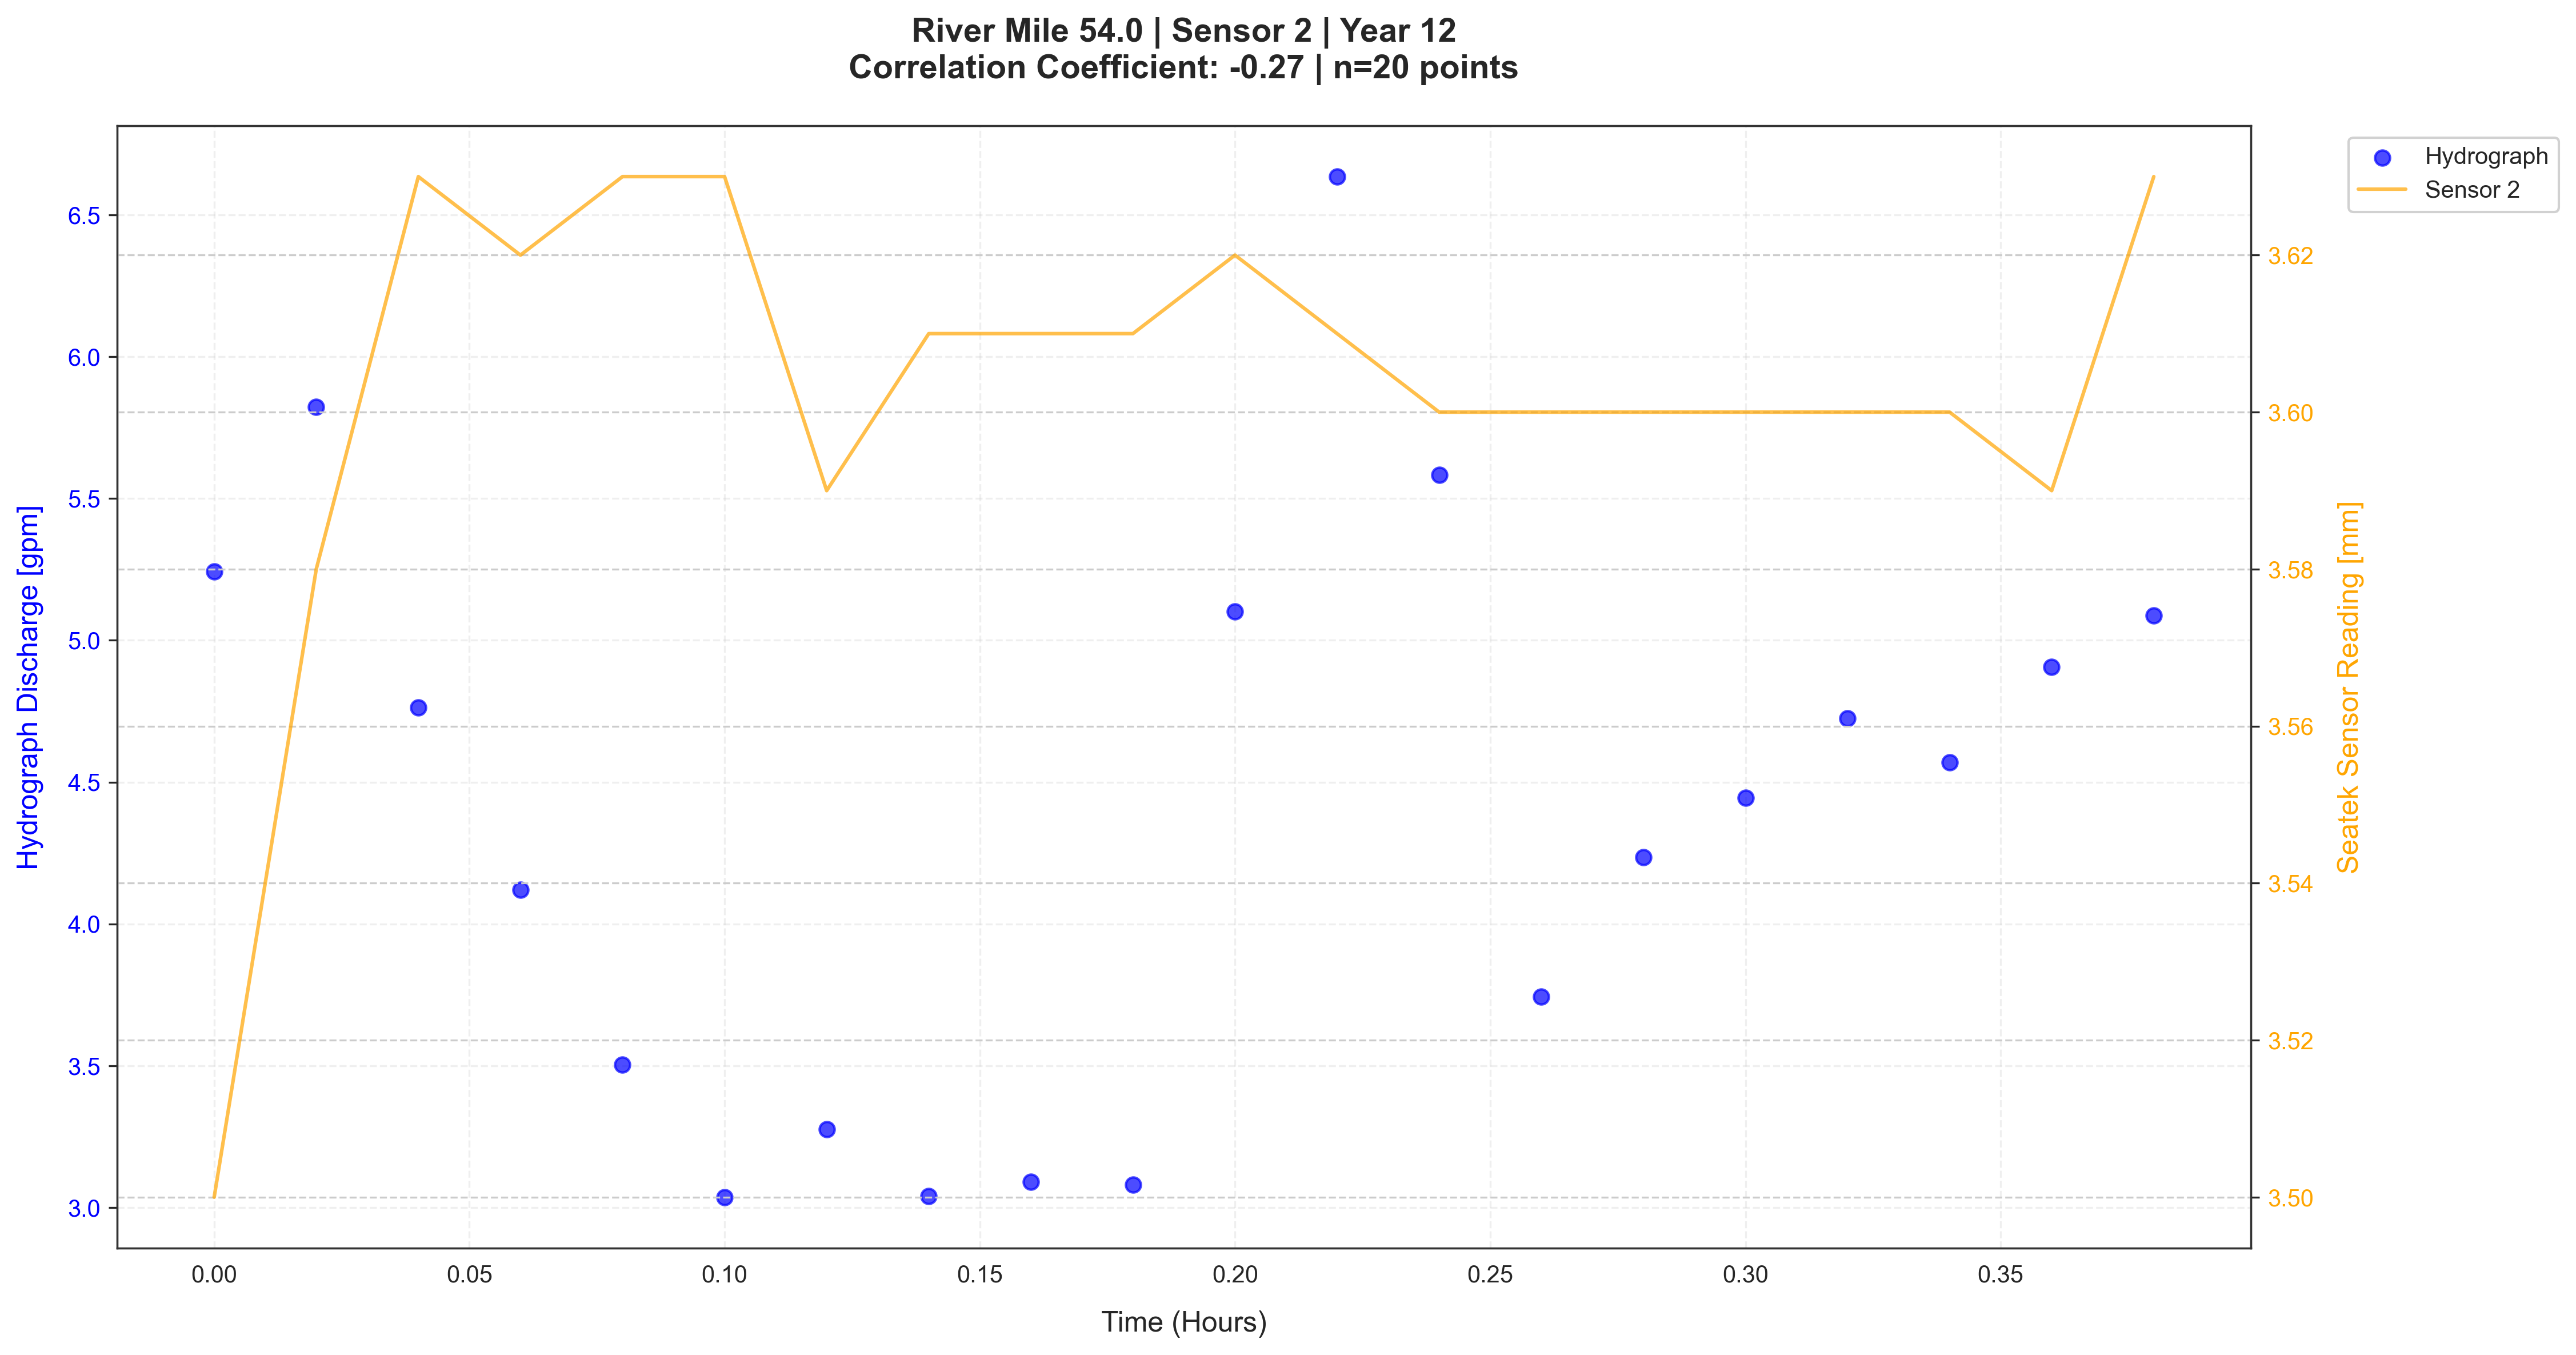 River Mile 54.0 | Sensor 2 | Year 12
Correlation Coefficient: -0.27 | n=20 points
Hydrograph
Sensor 2
6.5
6.0
5.5
5.0
4.5
4.0
3.5
3.0
Hydrograph Discharge [gpm]
3.62
3.60
3.58
3.56
3.54
3.52
3.50
Seatek Sensor Reading [mm]
0.00 0.05 0.10 0.15 0.20 0.25 0.30 0.35
Time (Hours)